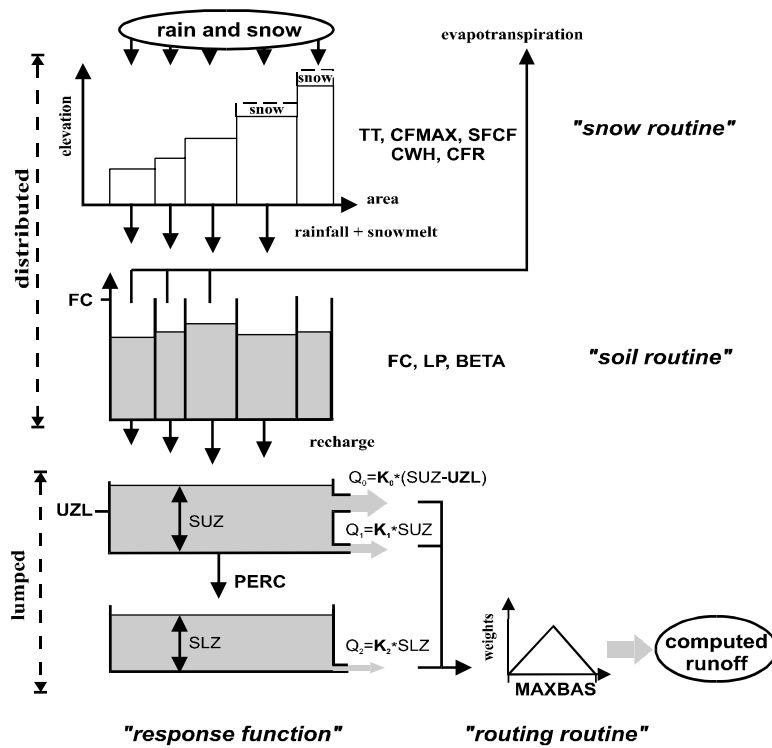 rain and snow
evapotranspiration
snow
snow
elevation
TT, CFMAX, SFCF
CWH, CFR
"snow routine"
area
rainfall + snowmelt
distributed
FC
FC, LP, BETA
"soil routine"
recharge
Q₀=K₀*(SUZ-UZL)
UZL
SUZ
Q₁=K₁*SUZ
PERC
lumped
SLZ
Q₂=K₂*SLZ
weights
MAXBAS
computed
runoff
"response function"
"routing routine"